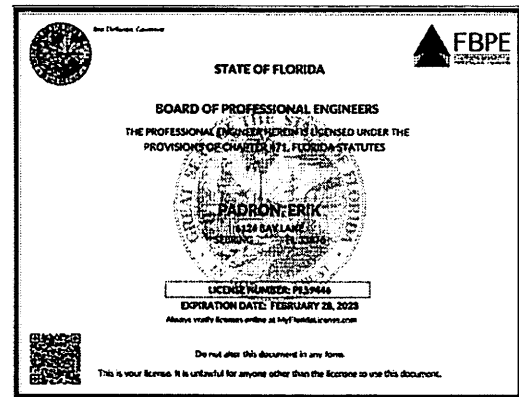 FBPE
STATE OF FLORIDA
BOARD OF PROFESSIONAL ENGINEERS
THE PROFESSIONAL ENGINEER HEREIN IS LICENSED UNDER THE
PROVISIONS OF CHAPTER 471, FLORIDA STATUTES
PADRON, ERIK
SEBRING
LICENSE NUMBER:
EXPIRATION DATE: FEBRUARY 28, 2023
Always verify licenses online at MyFloridaLicense.com
Do not alter this document in any form.
This is your license. It is unlawful for anyone other than the licensee to use this document.